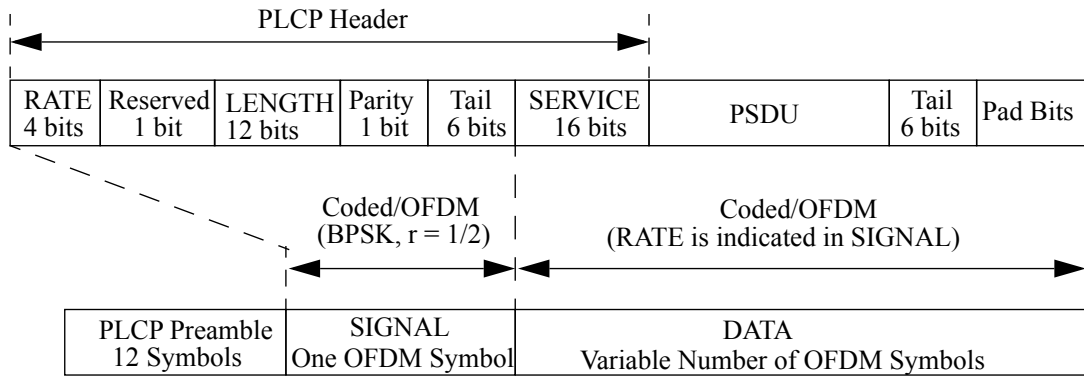 PLCP Header
RATE Reserved LENGTH Parity Tail SERVICE PSDU Tail Pad Bits
4 bits 1 bit 12 bits 1 bit 6 bits 16 bits 6 bits
Coded/OFDM Coded/OFDM
(BPSK, r = 1/2) (RATE is indicated in SIGNAL)
PLCP Preamble SIGNAL DATA
12 Symbols One OFDM Symbol Variable Number of OFDM Symbols